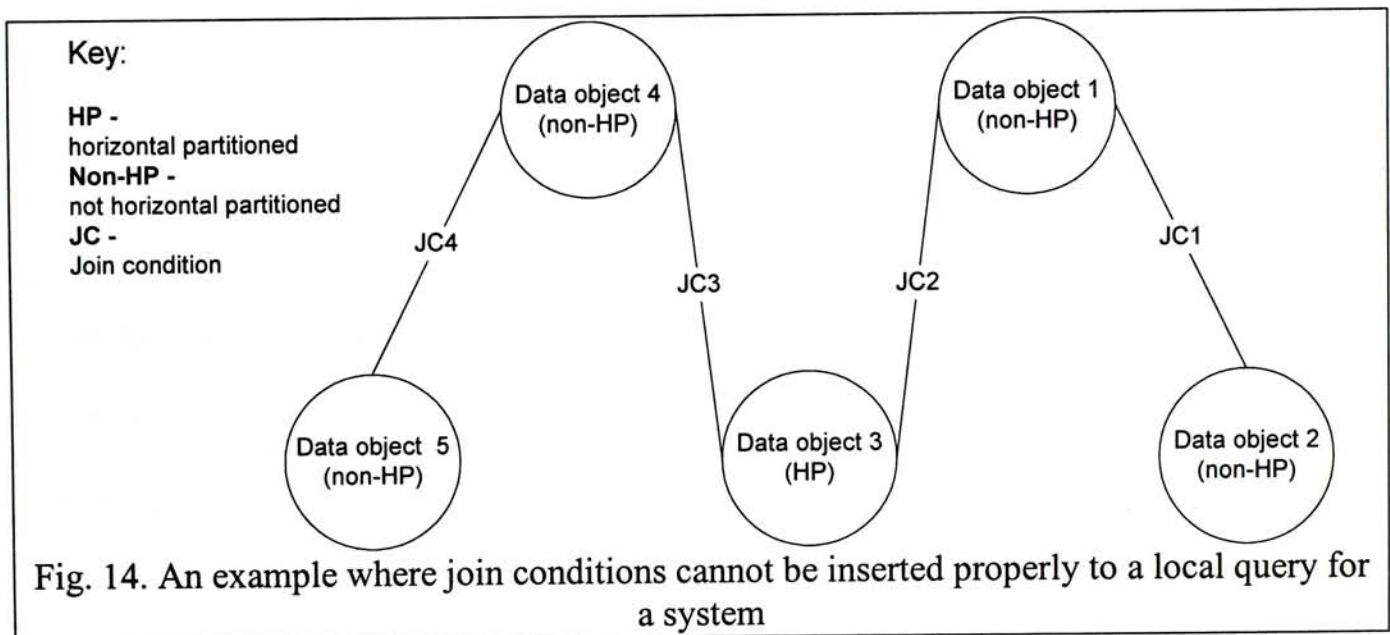 Key:
HP -
horizontal partitioned
Non-HP -
not horizontal partitioned
JC -
Join condition
Data object 4
(non-HP)
Data object 1
(non-HP)
JC4
JC3
JC2
JC1
Data object 5
(non-HP)
Data object 3
(HP)
Data object 2
(non-HP)
Fig. 14. An example where join conditions cannot be inserted properly to a local query for
a system